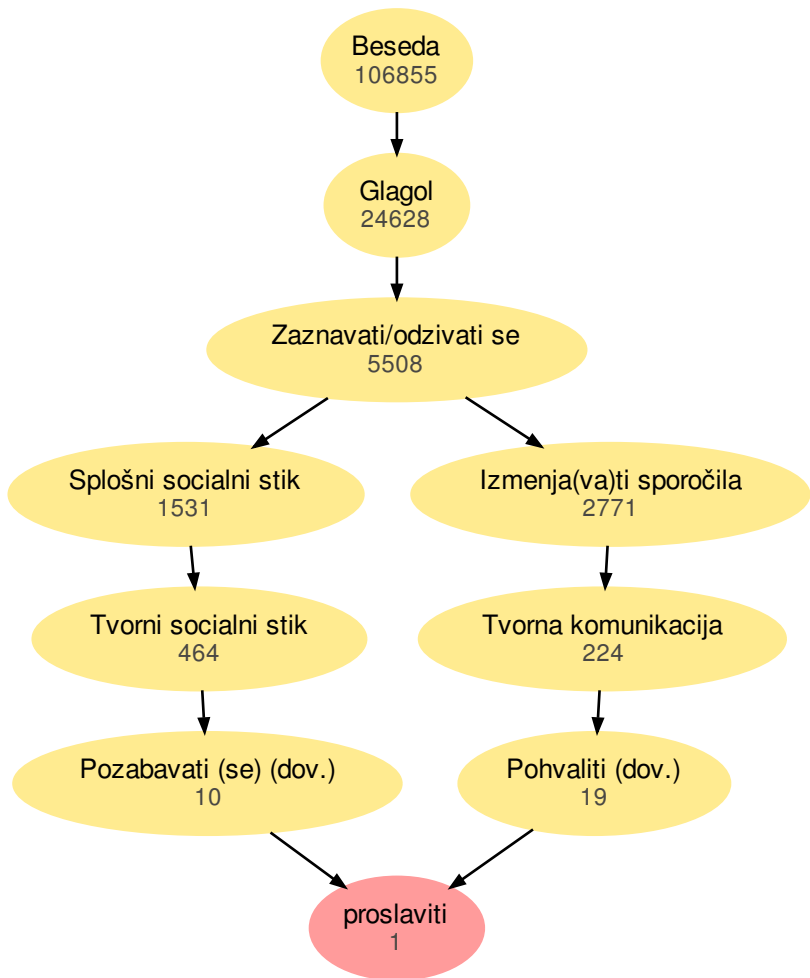 Beseda
106855
Glagol
24628
Zaznavati/odzivati se
5508
Splošni socialni stik
1531
Izmenja(va)ti sporočila
2771
Tvorni socialni stik
464
Tvorna komunikacija
224
Pozabavati (se) (dov.)
10
Pohvaliti (dov.)
19
proslaviti
1